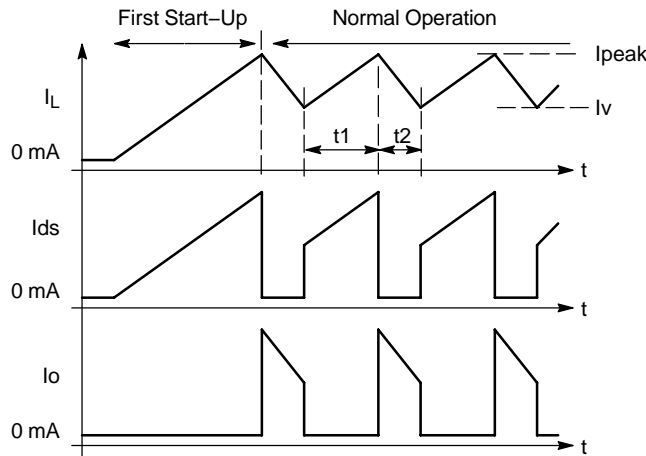 First Start–Up
Normal Operation
Ipeak
IL
Iv
t1
t2
0 mA
t
Ids
0 mA
t
Io
0 mA
t